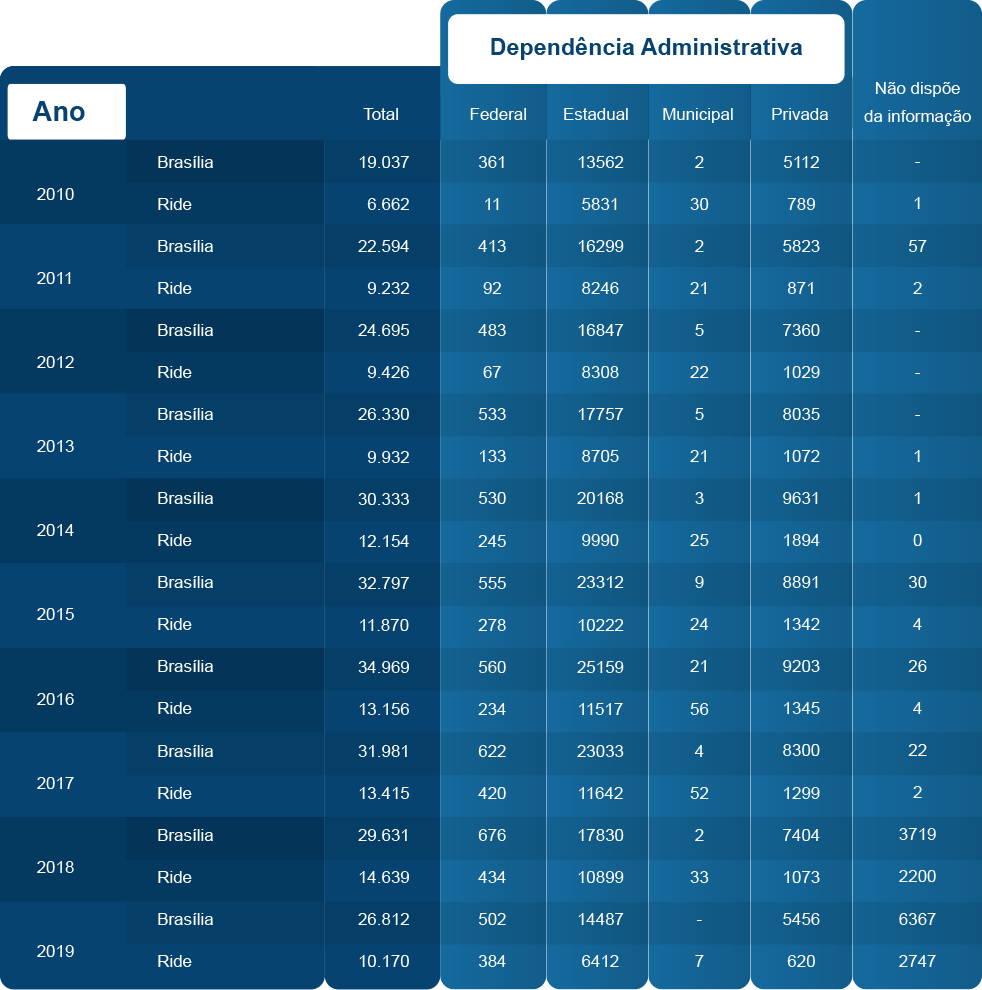 Dependência Administrativa
Ano Total Federal Estadual Municipal Privada Não dispõe
da informação
2010 Brasília 19.037 361 13562 2 5112 -
Ride 6.662 11 5831 30 789 1
2011 Brasília 22.594 413 16299 2 5823 57
Ride 9.232 92 8246 21 871 2
2012 Brasília 24.695 483 16847 5 7360 -
Ride 9.426 67 8308 22 1029 -
2013 Brasília 26.330 533 17757 5 8035 -
Ride 9.932 133 8705 21 1072 1
2014 Brasília 30.333 530 20168 3 9631 1
Ride 12.154 245 9990 25 1894 0
2015 Brasília 32.797 555 23312 9 8891 30
Ride 11.870 278 10222 24 1342 4
2016 Brasília 34.969 560 25159 21 9203 26
Ride 13.156 234 11517 56 1345 4
2017 Brasília 31.981 622 23033 4 8300 22
Ride 13.415 420 11642 52 1299 2
2018 Brasília 29.631 676 17830 2 7404 3719
Ride 14.639 434 10899 33 1073 2200
2019 Brasília 26.812 502 14487 - 5456 6367
Ride 10.170 384 6412 7 620 2747